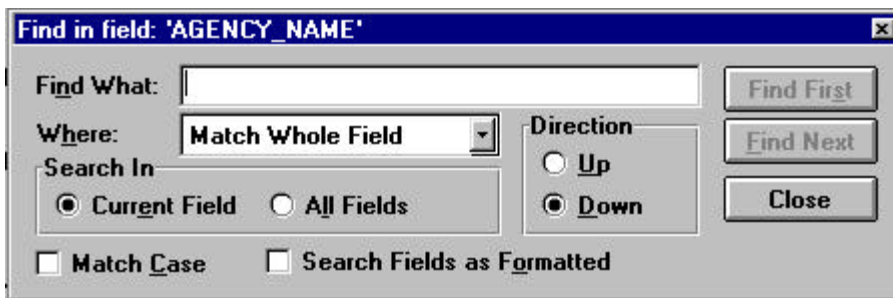 Find in field: 'AGENCY_NAME'
Find What:
Find First
Where:
Match Whole Field
Direction
Find Next
Search In
Up
Current Field
All Fields
Down
Close
Match Case
Search Fields as Formatted